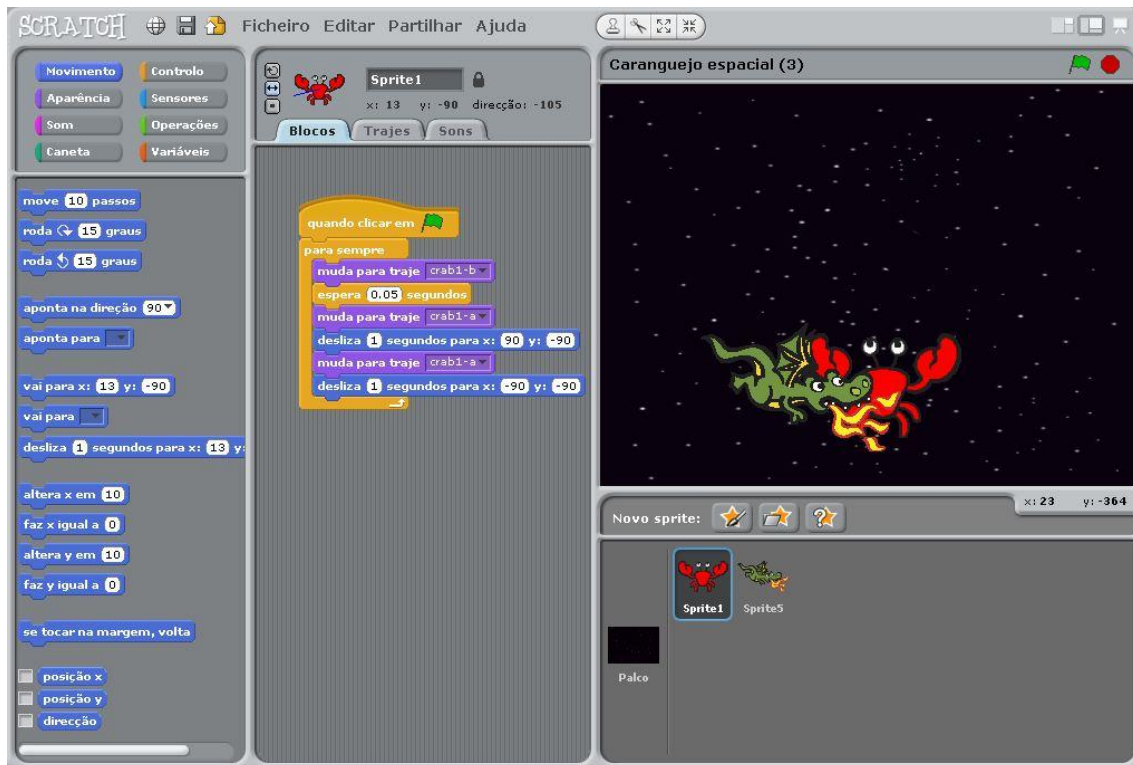 SCRATCH Ficheiro Editar Partilhar Ajuda
Movimento Controlo
Aparência Sensores
Som Operações
Caneta Variáveis
move 10 passos
roda 15 graus
roda 15 graus
aponta na direção 90
aponta para
vai para x: 13 y: -90
vai para
desliza 1 segundos para x: 13 y:
altera x em 10
faz x igual a 0
altera y em 10
faz y igual a 0
se tocar na margem, volta
posição x
posição y
direcção
Sprite1
x: 13 y: -90 direcção: -105
Blocos Trajes Sons
quando clicar em
para sempre
muda para traje crab1-b
espera 0.05 segundos
muda para traje crab1-a
desliza 1 segundos para x: 90 y: -90
muda para traje crab1-a
desliza 1 segundos para x: -90 y: -90
Caranguejo espacial (3)
x: 23 y: -364
Novo sprite:
Sprite1 Sprite5
Palco